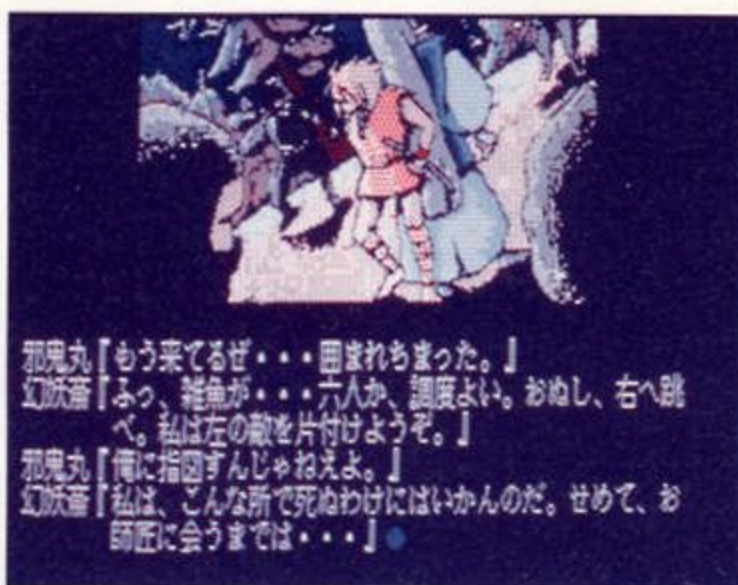 邪鬼丸『もう来てるぜ・・・囲まれちまった。』
幻妖斎『ふっ、雑魚が・・・六人か、調度よい。おぬし、右へ跳
べ。私は左の敵を片付けようぞ。』
邪鬼丸『俺に指図すんじゃねえよ。』
幻妖斎『私は、こんな所で死ぬわけにはいかんのだ。せめて、お
師匠に会うまでは・・・』